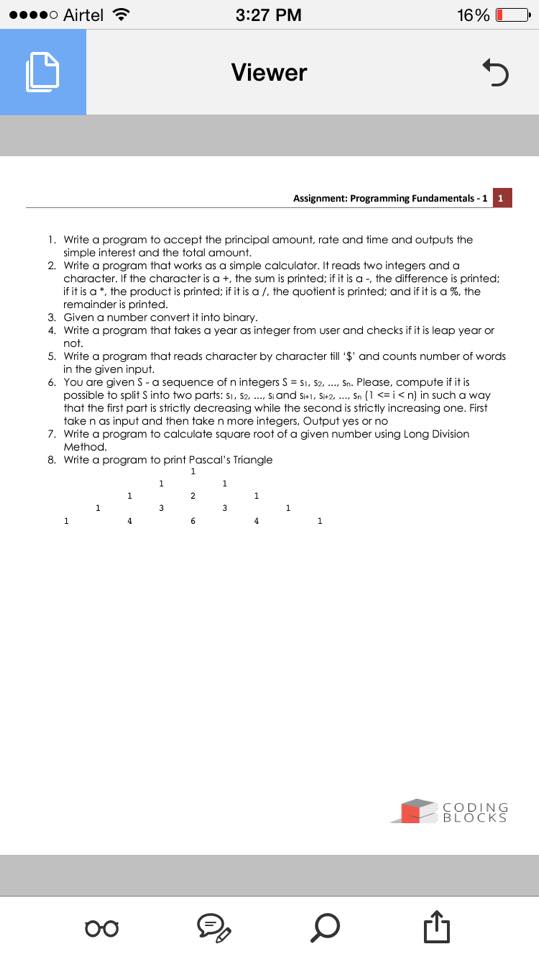 Airtel 3:27 PM 16%
Viewer
Assignment: Programming Fundamentals - 1 1
1. Write a program to accept the principal amount, rate and time and outputs the
simple interest and the total amount.
2. Write a program that works as a simple calculator. It reads two integers and a
character. If the character is a +, the sum is printed; if it is a -, the difference is printed;
if it is a *, the product is printed; if it is a /, the quotient is printed; and if it is a %, the
remainder is printed.
3. Given a number convert it into binary.
4. Write a program that takes a year as integer from user and checks if it is leap year or
not.
5. Write a program that reads character by character till ‘$’ and counts number of words
in the given input.
6. You are given S - a sequence of n integers S = s1, s2, ..., sn. Please, compute if it is
possible to split S into two parts: s1, s2, ..., si and si+1, si+2, ..., sn (1 <= i < n) in such a way
that the first part is strictly decreasing while the second is strictly increasing one. First
take n as input and then take n more integers, Output yes or no
7. Write a program to calculate square root of a given number using Long Division
Method.
8. Write a program to print Pascal’s Triangle
1
1 1
1 2 1
1 3 3 1
1 4 6 4 1
CODING
BLOCKS